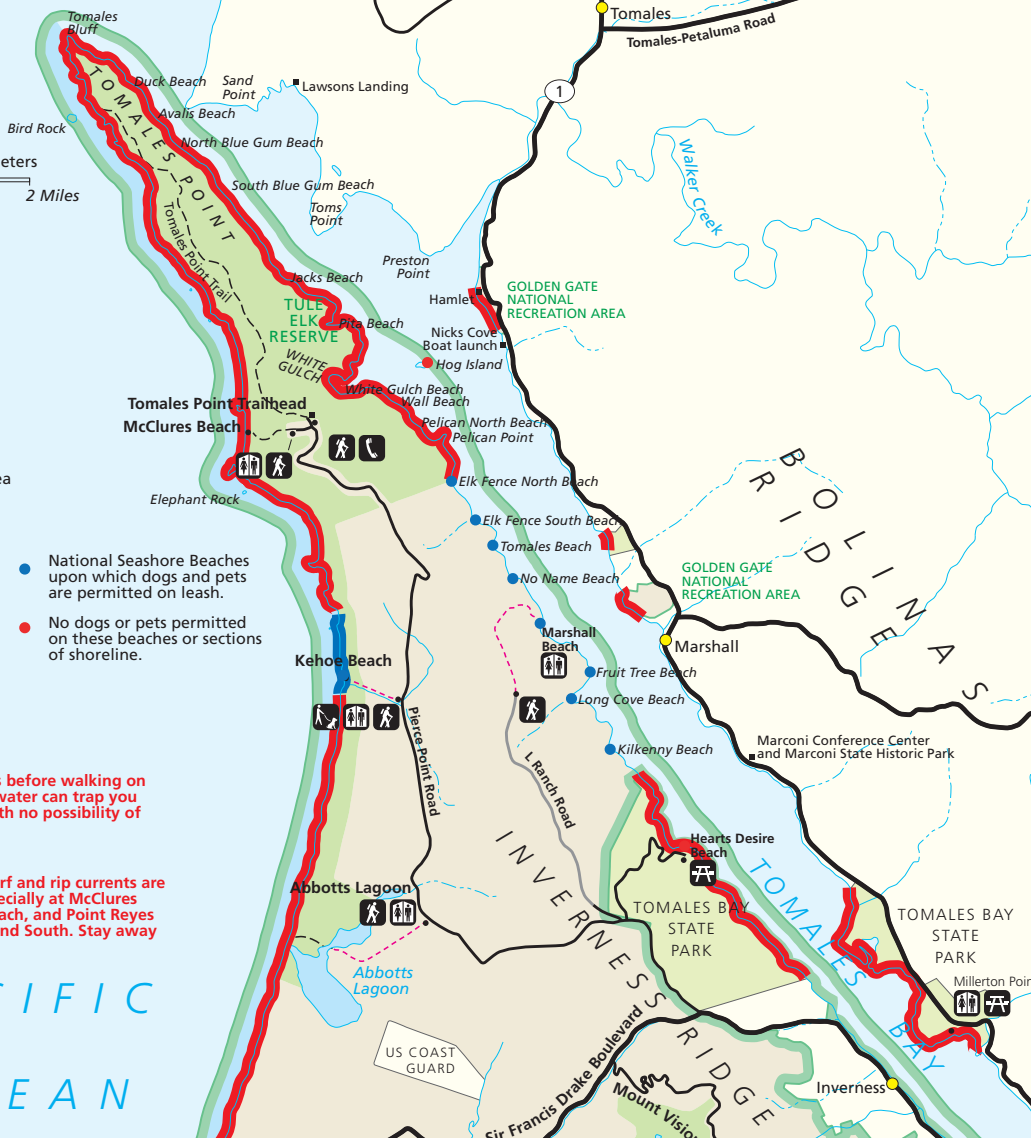 Tomales
Bluff
Tomales
Tomales-Petaluma Road
1
Duck Beach
Sand
Point
Lawsons Landing
Avalis Beach
Bird Rock
North Blue Gum Beach
TOMALES POINT
eters
2 Miles
South Blue Gum Beach
Toms
Point
Walker Creek
Tomales Point Trail
Preston
Point
Jacks Beach
GOLDEN GATE
NATIONAL
RECREATION AREA
Hamlet
TULE
ELK
RESERVE
Pita Beach
Nicks Cove
Boat launch
Hog Island
WHITE
GULCH
White Gulch Beach
Wall Beach
Tomales Point Trailhead
McClures Beach
Pelican North Beach
Pelican Point
BOLINAS
RIDGE
ea
Elk Fence North Beach
Elephant Rock
Elk Fence South Beach
Tomales Beach
National Seashore Beaches
upon which dogs and pets
are permitted on leash.
No Name Beach
GOLDEN GATE
NATIONAL
RECREATION AREA
No dogs or pets permitted
on these beaches or sections
of shoreline.
Marshall
Beach
Marshall
Kehoe Beach
Fruit Tree Beach
Long Cove Beach
Pierce Point Road
Kilkenny Beach
Marconi Conference Center
and Marconi State Historic Park
L Ranch Road
s before walking on
water can trap you
th no possibility of
Hearts Desire
Beach
rf and rip currents are
ecially at McClures
ach, and Point Reyes
nd South. Stay away
Abbotts Lagoon
INVERNESS RIDGE
TOMALES BAY
STATE
PARK
TOMALES BAY
TOMALES BAY
STATE
PARK
Abbotts
Lagoon
Millerton Poin
CIFIC
EAN
US COAST
GUARD
Sir Francis Drake Boulevard
Inverness
Mount Visio